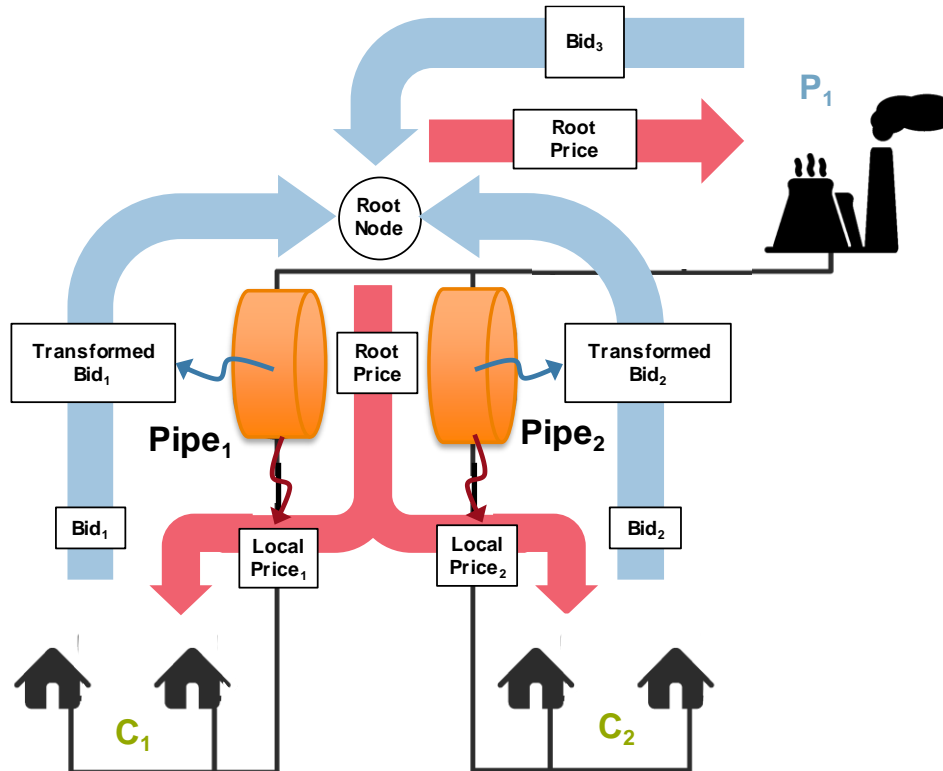 Bid₃
P₁
Root
Price
Root
Node
Transformed
Bid₁
Root
Price
Transformed
Bid₂
Pipe₁
Pipe₂
Bid₁
Local
Price₁
Local
Price₂
Bid₂
C₁
C₂